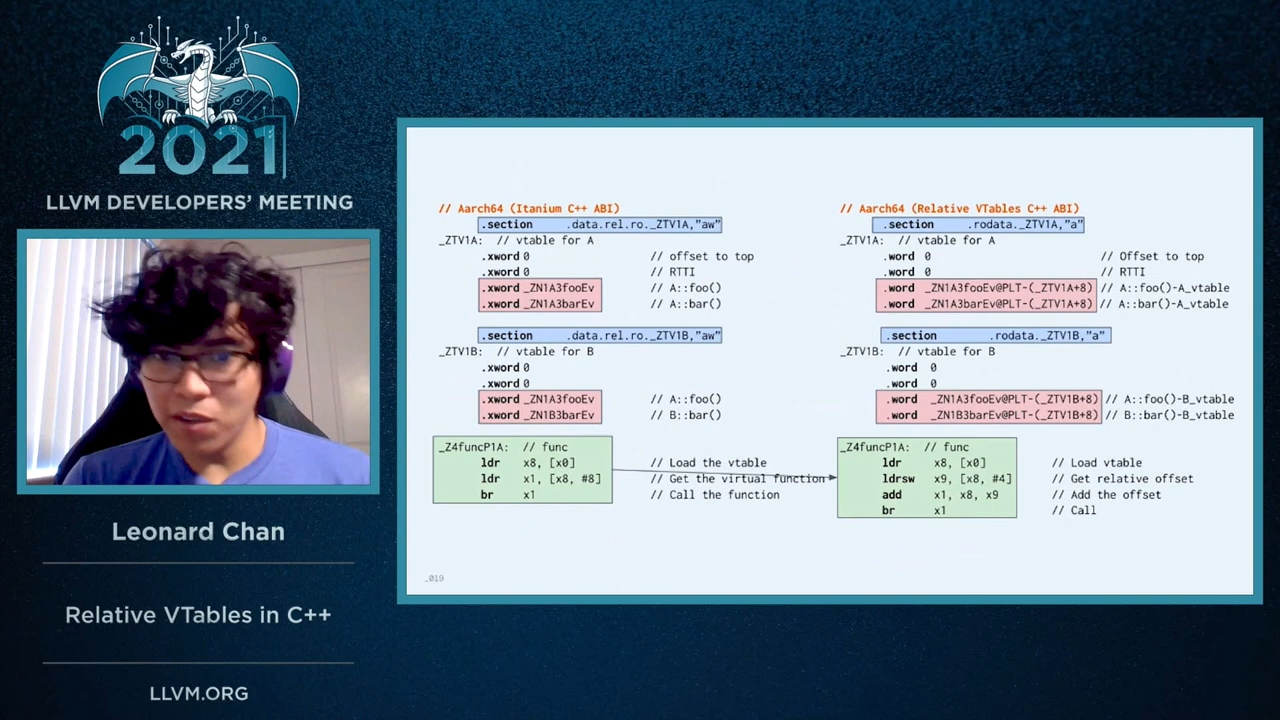 2021
LLVM DEVELOPERS' MEETING
Leonard Chan
Relative VTables in C++
LLVM.ORG
// Aarch64 (Itanium C++ ABI)
.section .data.rel.ro._ZTV1A,"aw"
_ZTV1A: // vtable for A
.xword 0 // offset to top
.xword 0 // RTTI
.xword _ZN1A3fooEv // A::foo()
.xword _ZN1A3barEv // A::bar()
.section .data.rel.ro._ZTV1B,"aw"
_ZTV1B: // vtable for B
.xword 0
.xword 0
.xword _ZN1A3fooEv // A::foo()
.xword _ZN1B3barEv // B::bar()
_Z4funcP1A: // func
ldr x8, [x0] // Load the vtable
ldr x1, [x8, #8] // Get the virtual function
br x1 // Call the function
// Aarch64 (Relative VTables C++ ABI)
.section .rodata._ZTV1A,"a"
_ZTV1A: // vtable for A
.word 0 // Offset to top
.word 0 // RTTI
.word _ZN1A3fooEv@PLT-(_ZTV1A+8) // A::foo()-A_vtable
.word _ZN1A3barEv@PLT-(_ZTV1A+8) // A::bar()-A_vtable
.section .rodata._ZTV1B,"a"
_ZTV1B: // vtable for B
.word 0
.word 0
.word _ZN1A3fooEv@PLT-(_ZTV1B+8) // A::foo()-B_vtable
.word _ZN1B3barEv@PLT-(_ZTV1B+8) // B::bar()-B_vtable
_Z4funcP1A: // func
ldr x8, [x0] // Load vtable
ldrsw x9, [x8, #4] // Get relative offset
add x1, x8, x9 // Add the offset
br x1 // Call
_019